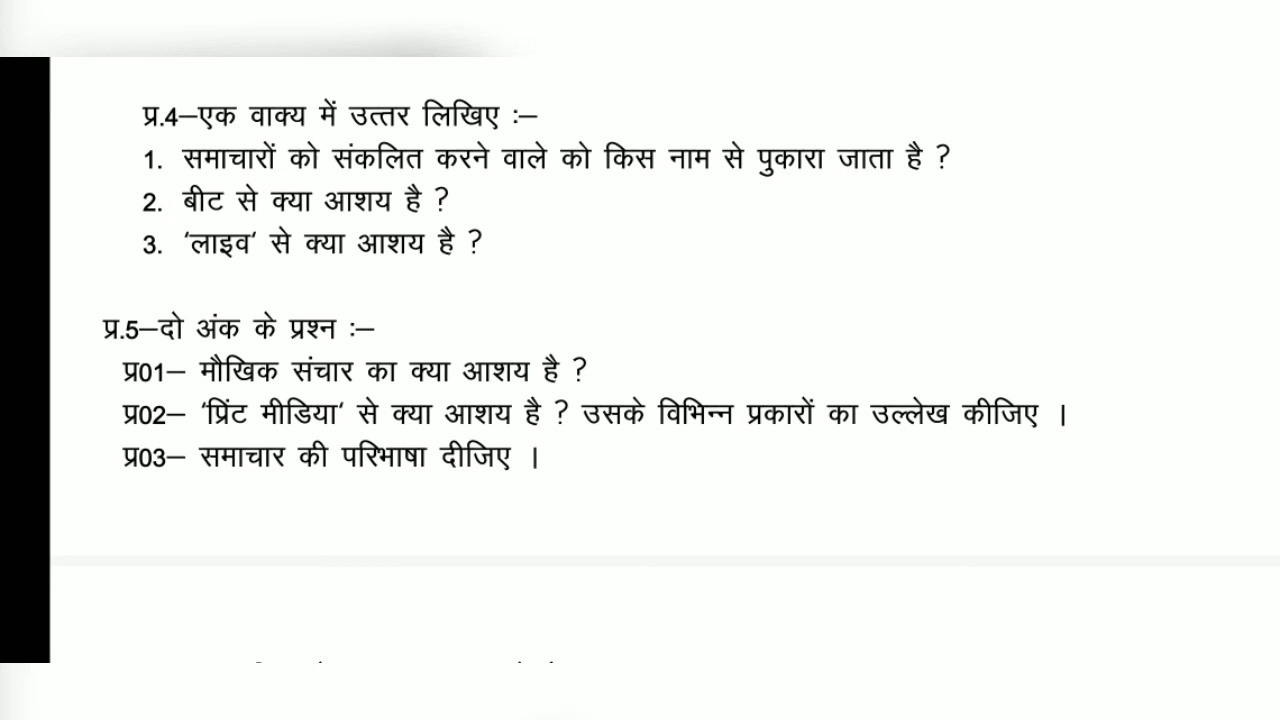 प्र.4–एक वाक्य में उत्तर लिखिए :–
1. समाचारों को संकलित करने वाले को किस नाम से पुकारा जाता है ?
2. बीट से क्या आशय है ?
3. ‘लाइव‘ से क्या आशय है ?
प्र.5–दो अंक के प्रश्न :–
प्र01– मौखिक संचार का क्या आशय है ?
प्र02– ‘प्रिंट मीडिया‘ से क्या आशय है ? उसके विभिन्न प्रकारों का उल्लेख कीजिए ।
प्र03– समाचार की परिभाषा दीजिए ।